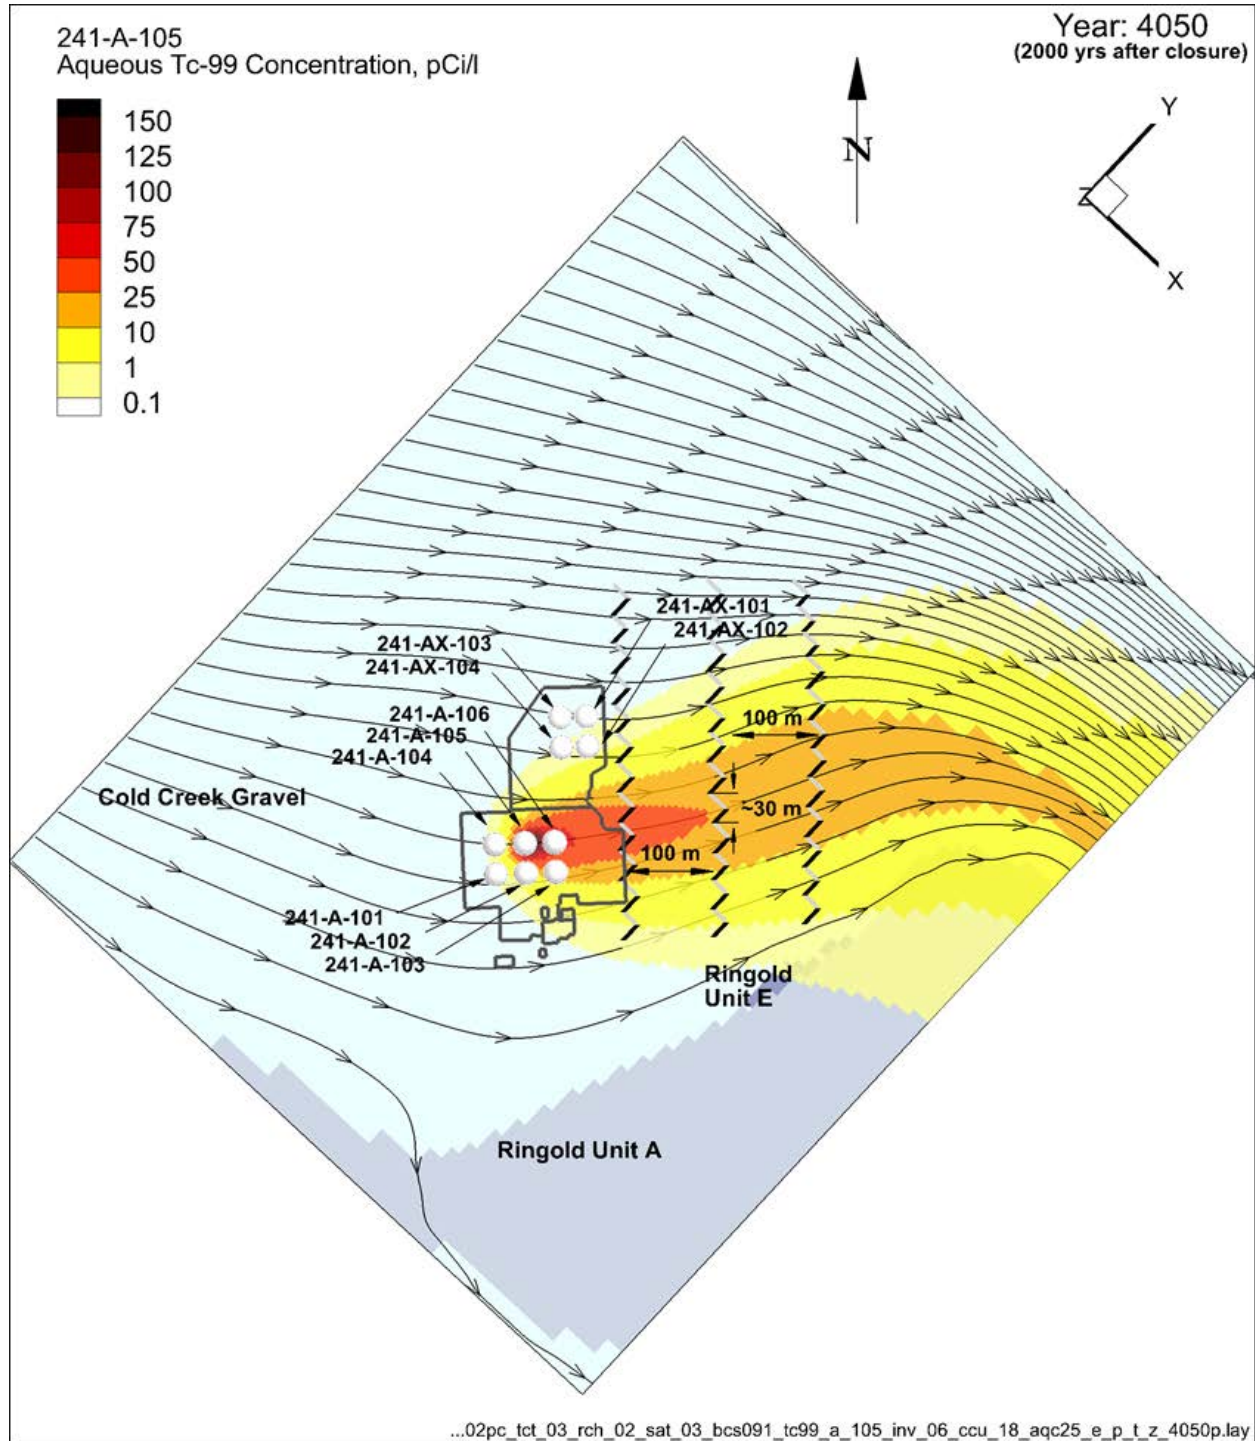 241-A-105
Aqueous Tc-99 Concentration, pCi/l
Year: 4050
(2000 yrs after closure)
150
125
100
75
50
25
10
1
0.1
N
Y
Z
X
241-AX-101
241-AX-102
241-AX-103
241-AX-104
241-A-106
241-A-105
241-A-104
100 m
Cold Creek Gravel
~30 m
100 m
241-A-101
241-A-102
241-A-103
Ringold
Unit E
Ringold Unit A
...02pc_tct_03_rch_02_sat_03_bcs091_tc99_a_105_inv_06_ccu_18_aqc25_e_p_t_z_4050p.lay